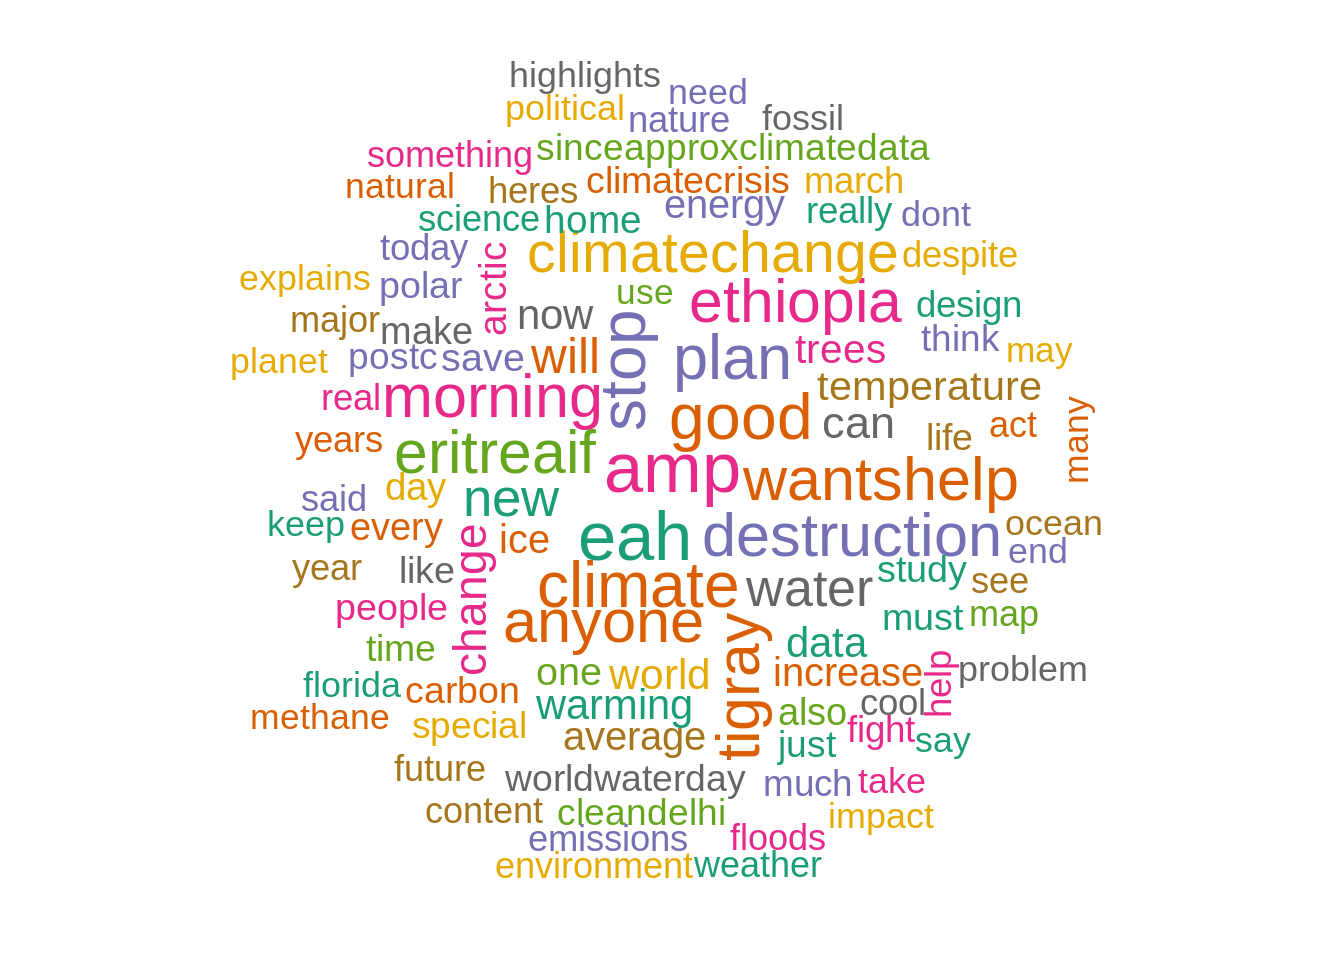 highlights
need
political
nature
fossil
sinceapproxclimatedata
something
climatecrisis
march
natural
heres
energy
really
dont
science
home
today
climatechange
despite
arctic
explains
polar
use
ethiopia
design
major
make
now
stop
plan
trees
think
may
planet
postc
save
will
real
morning
good
temperature
can
many
years
eritreaif
life
act
said
day
new
amp
wantshelp
keep
every
ice
eah
destruction
ocean
end
year
like
change
climate
water
study
see
people
anyone
tigray
must
map
time
data
florida
carbon
one
world
increase
help
problem
methane
special
warming
also
cool
average
just
fight
say
future
worldwaterday
much
take
content
cleandelhi
impact
emissions
floods
environment
weather